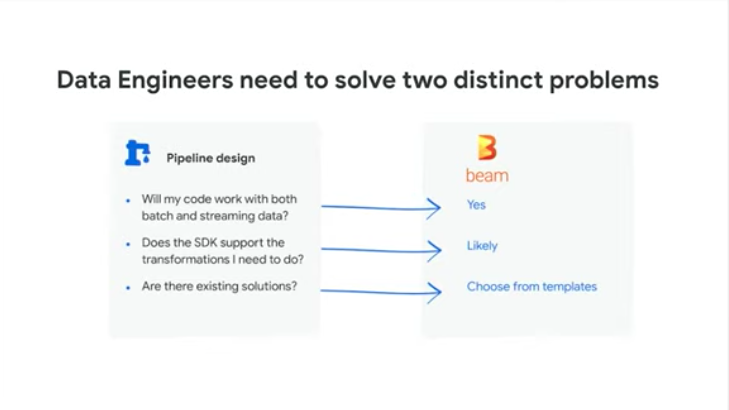 Data Engineers need to solve two distinct problems
Pipeline design
Will my code work with both
batch and streaming data?
Does the SDK support the
transformations I need to do?
Are there existing solutions?
beam
Yes
Likely
Choose from templates